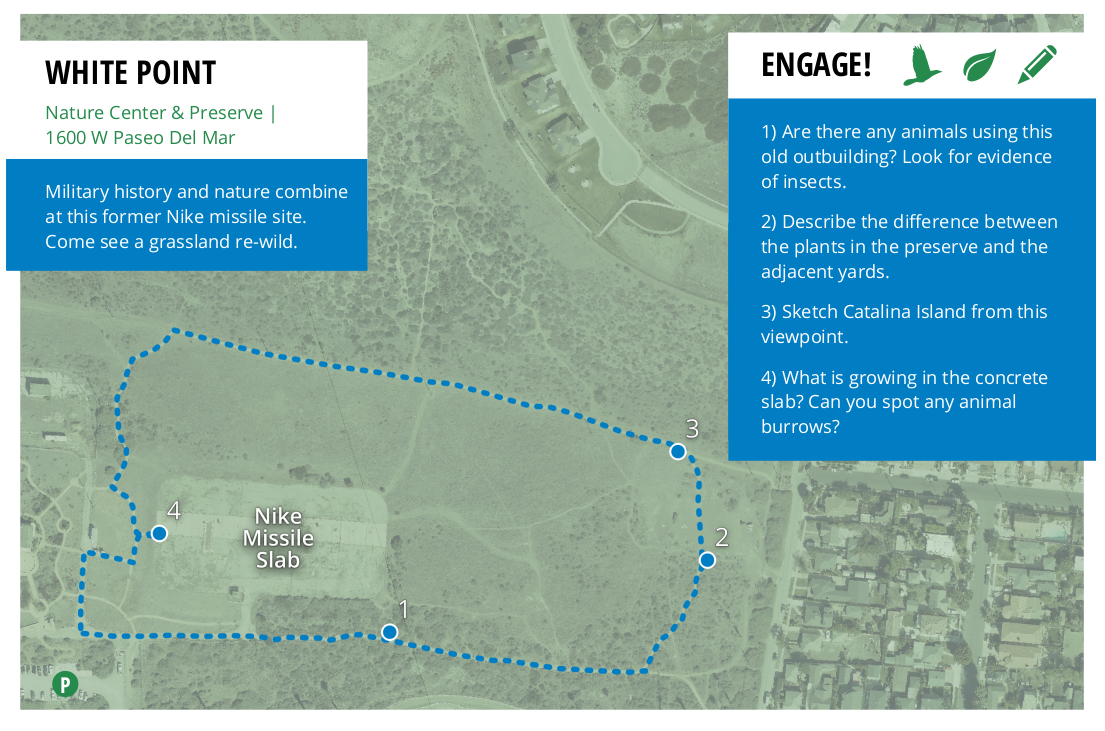 WHITE POINT
Nature Center & Preserve |
1600 W Paseo Del Mar
Military history and nature combine
at this former Nike missile site.
Come see a grassland re-wild.
ENGAGE!
1) Are there any animals using this
old outbuilding? Look for evidence
of insects.
2) Describe the difference between
the plants in the preserve and the
adjacent yards.
3) Sketch Catalina Island from this
viewpoint.
4) What is growing in the concrete
slab? Can you spot any animal
burrows?
3
4
Nike
Missile
Slab
2
1
P